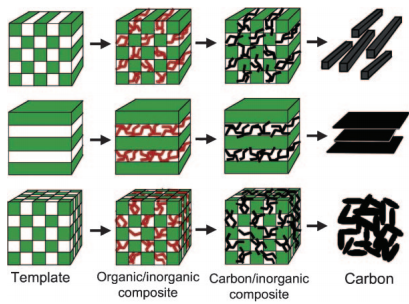 Template
Organic/inorganic
composite
Carbon/inorganic
composite
Carbon